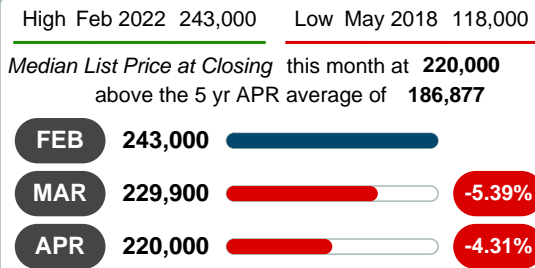 High Feb 2022 243,000 Low May 2018 118,000
Median List Price at Closing this month at 220,000
above the 5 yr APR average of 186,877
FEB 243,000
MAR 229,900 -5.39%
APR 220,000 -4.31%